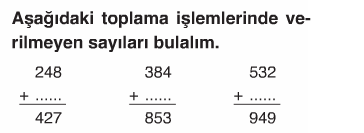 Aşağıdaki toplama işlemlerinde ve-
rilmeyen sayıları bulalım.
248 384 532
+ ...... + ...... + ......
427 853 949